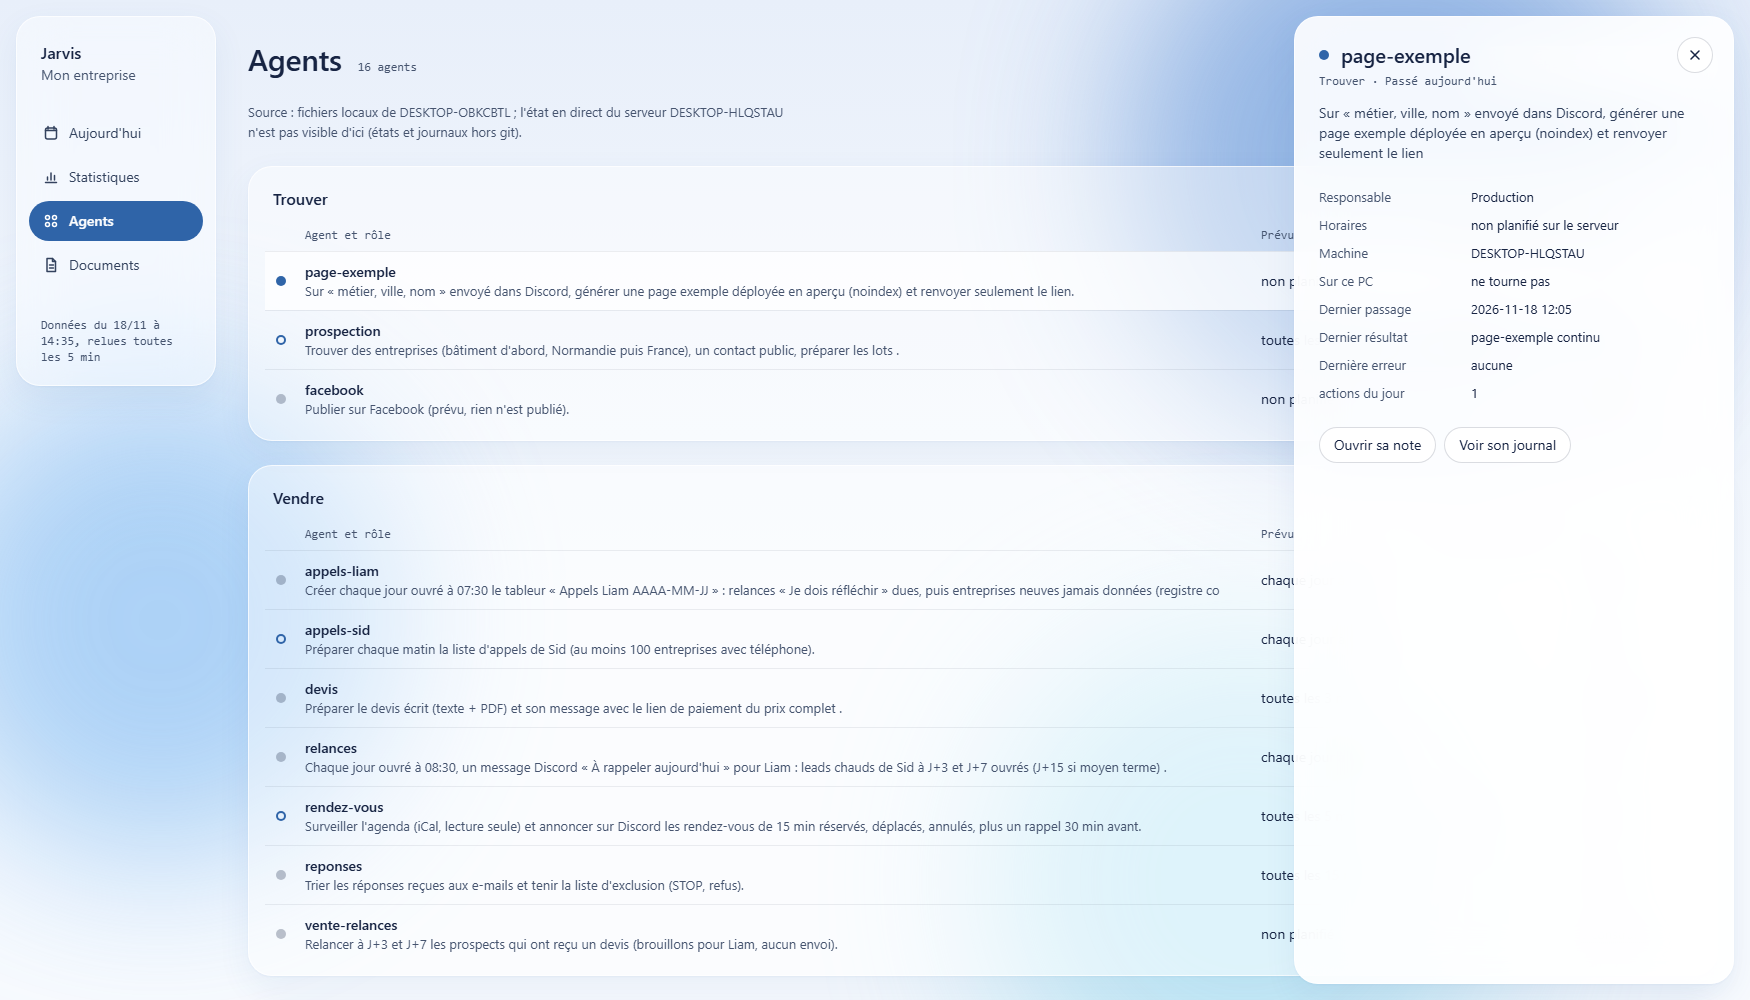 Jarvis
Mon entreprise
Aujourd'hui
Statistiques
Agents
Documents
Données du 18/11 à
14:35, relues toutes
les 5 min
Agents
16 agents
Source : fichiers locaux de DESKTOP-OBKCBTL ; l'état en direct du serveur DESKTOP-HLQSTAU
n'est pas visible d'ici (états et journaux hors git).
Trouver
Agent et rôle
Prévu
page-exemple
Sur « métier, ville, nom » envoyé dans Discord, générer une page exemple déployée en aperçu (noindex) et renvoyer seulement le lien.
non p
prospection
Trouver des entreprises (bâtiment d'abord, Normandie puis France), un contact public, préparer les lots .
toute
facebook
Publier sur Facebook (prévu, rien n'est publié).
non p
Vendre
Agent et rôle
Prévu
appels-liam
Créer chaque jour ouvré à 07:30 le tableur « Appels Liam AAAA-MM-JJ » : relances « Je dois réfléchir » dues, puis entreprises neuves jamais données (registre co
chaqu
appels-sid
Préparer chaque matin la liste d'appels de Sid (au moins 100 entreprises avec téléphone).
chaqu
devis
Préparer le devis écrit (texte + PDF) et son message avec le lien de paiement du prix complet .
toute
relances
Chaque jour ouvré à 08:30, un message Discord « À rappeler aujourd'hui » pour Liam : leads chauds de Sid à J+3 et J+7 ouvrés (J+15 si moyen terme) .
chaqu
rendez-vous
Surveiller l'agenda (iCal, lecture seule) et annoncer sur Discord les rendez-vous de 15 min réservés, déplacés, annulés, plus un rappel 30 min avant.
toute
reponses
Trier les réponses reçues aux e-mails et tenir la liste d'exclusion (STOP, refus).
toute
vente-relances
Relancer à J+3 et J+7 les prospects qui ont reçu un devis (brouillons pour Liam, aucun envoi).
non p
page-exemple
Trouver · Passé aujourd'hui
Sur « métier, ville, nom » envoyé dans Discord, générer une
page exemple déployée en aperçu (noindex) et renvoyer
seulement le lien
Responsable Production
Horaires non planifié sur le serveur
Machine DESKTOP-HLQSTAU
Sur ce PC ne tourne pas
Dernier passage 2026-11-18 12:05
Dernier résultat page-exemple continu
Dernière erreur aucune
actions du jour 1
Ouvrir sa note
Voir son journal